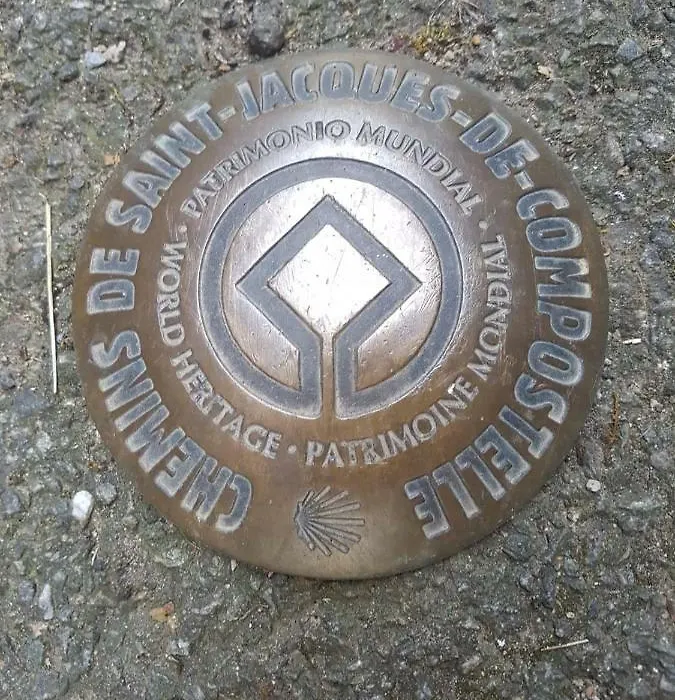 CHEMINS DE SAINT-JACQUES-DE-COMPOSTELLE
WORLD HERITAGE · PATRIMONIO MUNDIAL · PATRIMOINE MONDIAL ·